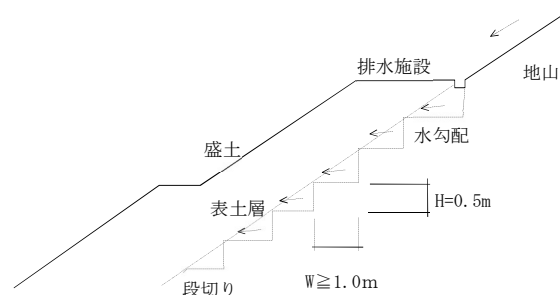 排水施設
地山
水勾配
盛土
H=0.5m
表土層
W≧1.0m
段切り